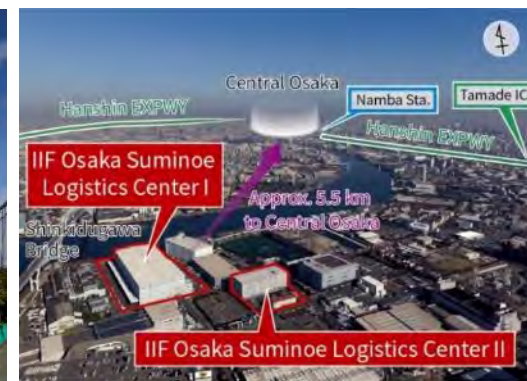 Central Osaka
Hanshin EXPWY
Namba Sta.
Tamade IC
Hanshin EXPWY
IIF Osaka Suminoe
Logistics Center I
Approx. 5.5 km
to Central Osaka
Shinkidugawa
Bridge
IIF Osaka Suminoe Logistics Center II